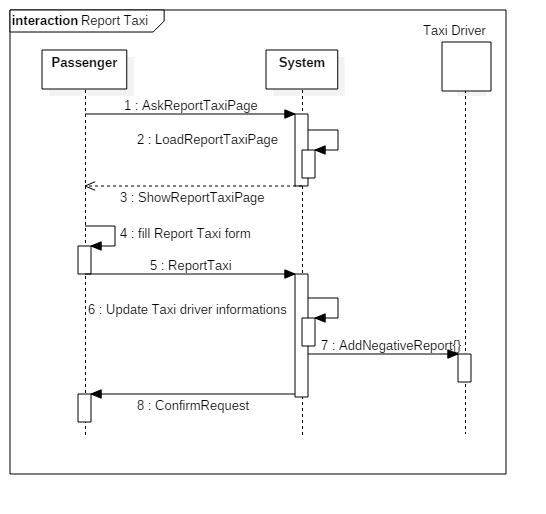 interaction Report Taxi
Taxi Driver
Passenger
System
1 : AskReportTaxiPage
2 : LoadReportTaxiPage
3 : ShowReportTaxiPage
4 : fill Report Taxi form
5 : ReportTaxi
6 : Update Taxi driver informations
7 : AddNegativeReport{}
8 : ConfirmRequest